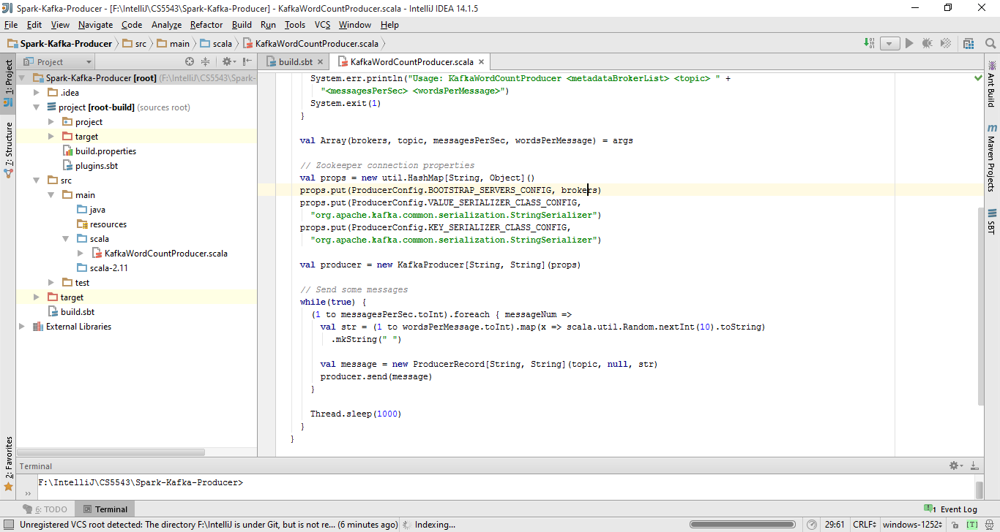 Spark-Kafka-Producer - [F:\IntelliJ\CS5543\Spark-Kafka-Producer] - KafkaWordCountProducer.scala - IntelliJ IDEA 14.1.5
File Edit View Navigate Code Analyze Refactor Build Run Tools VCS Window Help
Spark-Kafka-Producer src main scala KafkaWordCountProducer.scala
1: Project
7: Structure
2: Favorites
Project
Spark-Kafka-Producer [root] (F:\IntelliJ\CS5543\Spark-
.idea
project [root-build] (sources root)
project
target
build.properties
plugins.sbt
src
main
java
resources
scala
KafkaWordCountProducer.scala
scala-2.11
test
target
build.sbt
External Libraries
build.sbt KafkaWordCountProducer.scala
System.err.println("Usage: KafkaWordCountProducer <metadataBrokerList> <topic> " +
"<messagesPerSec> <wordsPerMessage>")
System.exit(1)
}
val Array(brokers, topic, messagesPerSec, wordsPerMessage) = args
// Zookeeper connection properties
val props = new util.HashMap[String, Object]()
props.put(ProducerConfig.BOOTSTRAP_SERVERS_CONFIG, brokers)
props.put(ProducerConfig.VALUE_SERIALIZER_CLASS_CONFIG,
"org.apache.kafka.common.serialization.StringSerializer")
props.put(ProducerConfig.KEY_SERIALIZER_CLASS_CONFIG,
"org.apache.kafka.common.serialization.StringSerializer")
val producer = new KafkaProducer[String, String](props)
// Send some messages
while(true) {
(1 to messagesPerSec.toInt).foreach { messageNum =>
val str = (1 to wordsPerMessage.toInt).map(x => scala.util.Random.nextInt(10).toString)
.mkString(" ")
val message = new ProducerRecord[String, String](topic, null, str)
producer.send(message)
}
Thread.sleep(1000)
}
}
Ant Build
Maven Projects
SBT
Terminal
F:\IntelliJ\CS5543\Spark-Kafka-Producer>
6: TODO Terminal 1 Event Log
Unregistered VCS root detected: The directory F:\IntelliJ is under Git, but is not re... (6 minutes ago) Indexing... 29:61 CRLF windows-1252 [T]